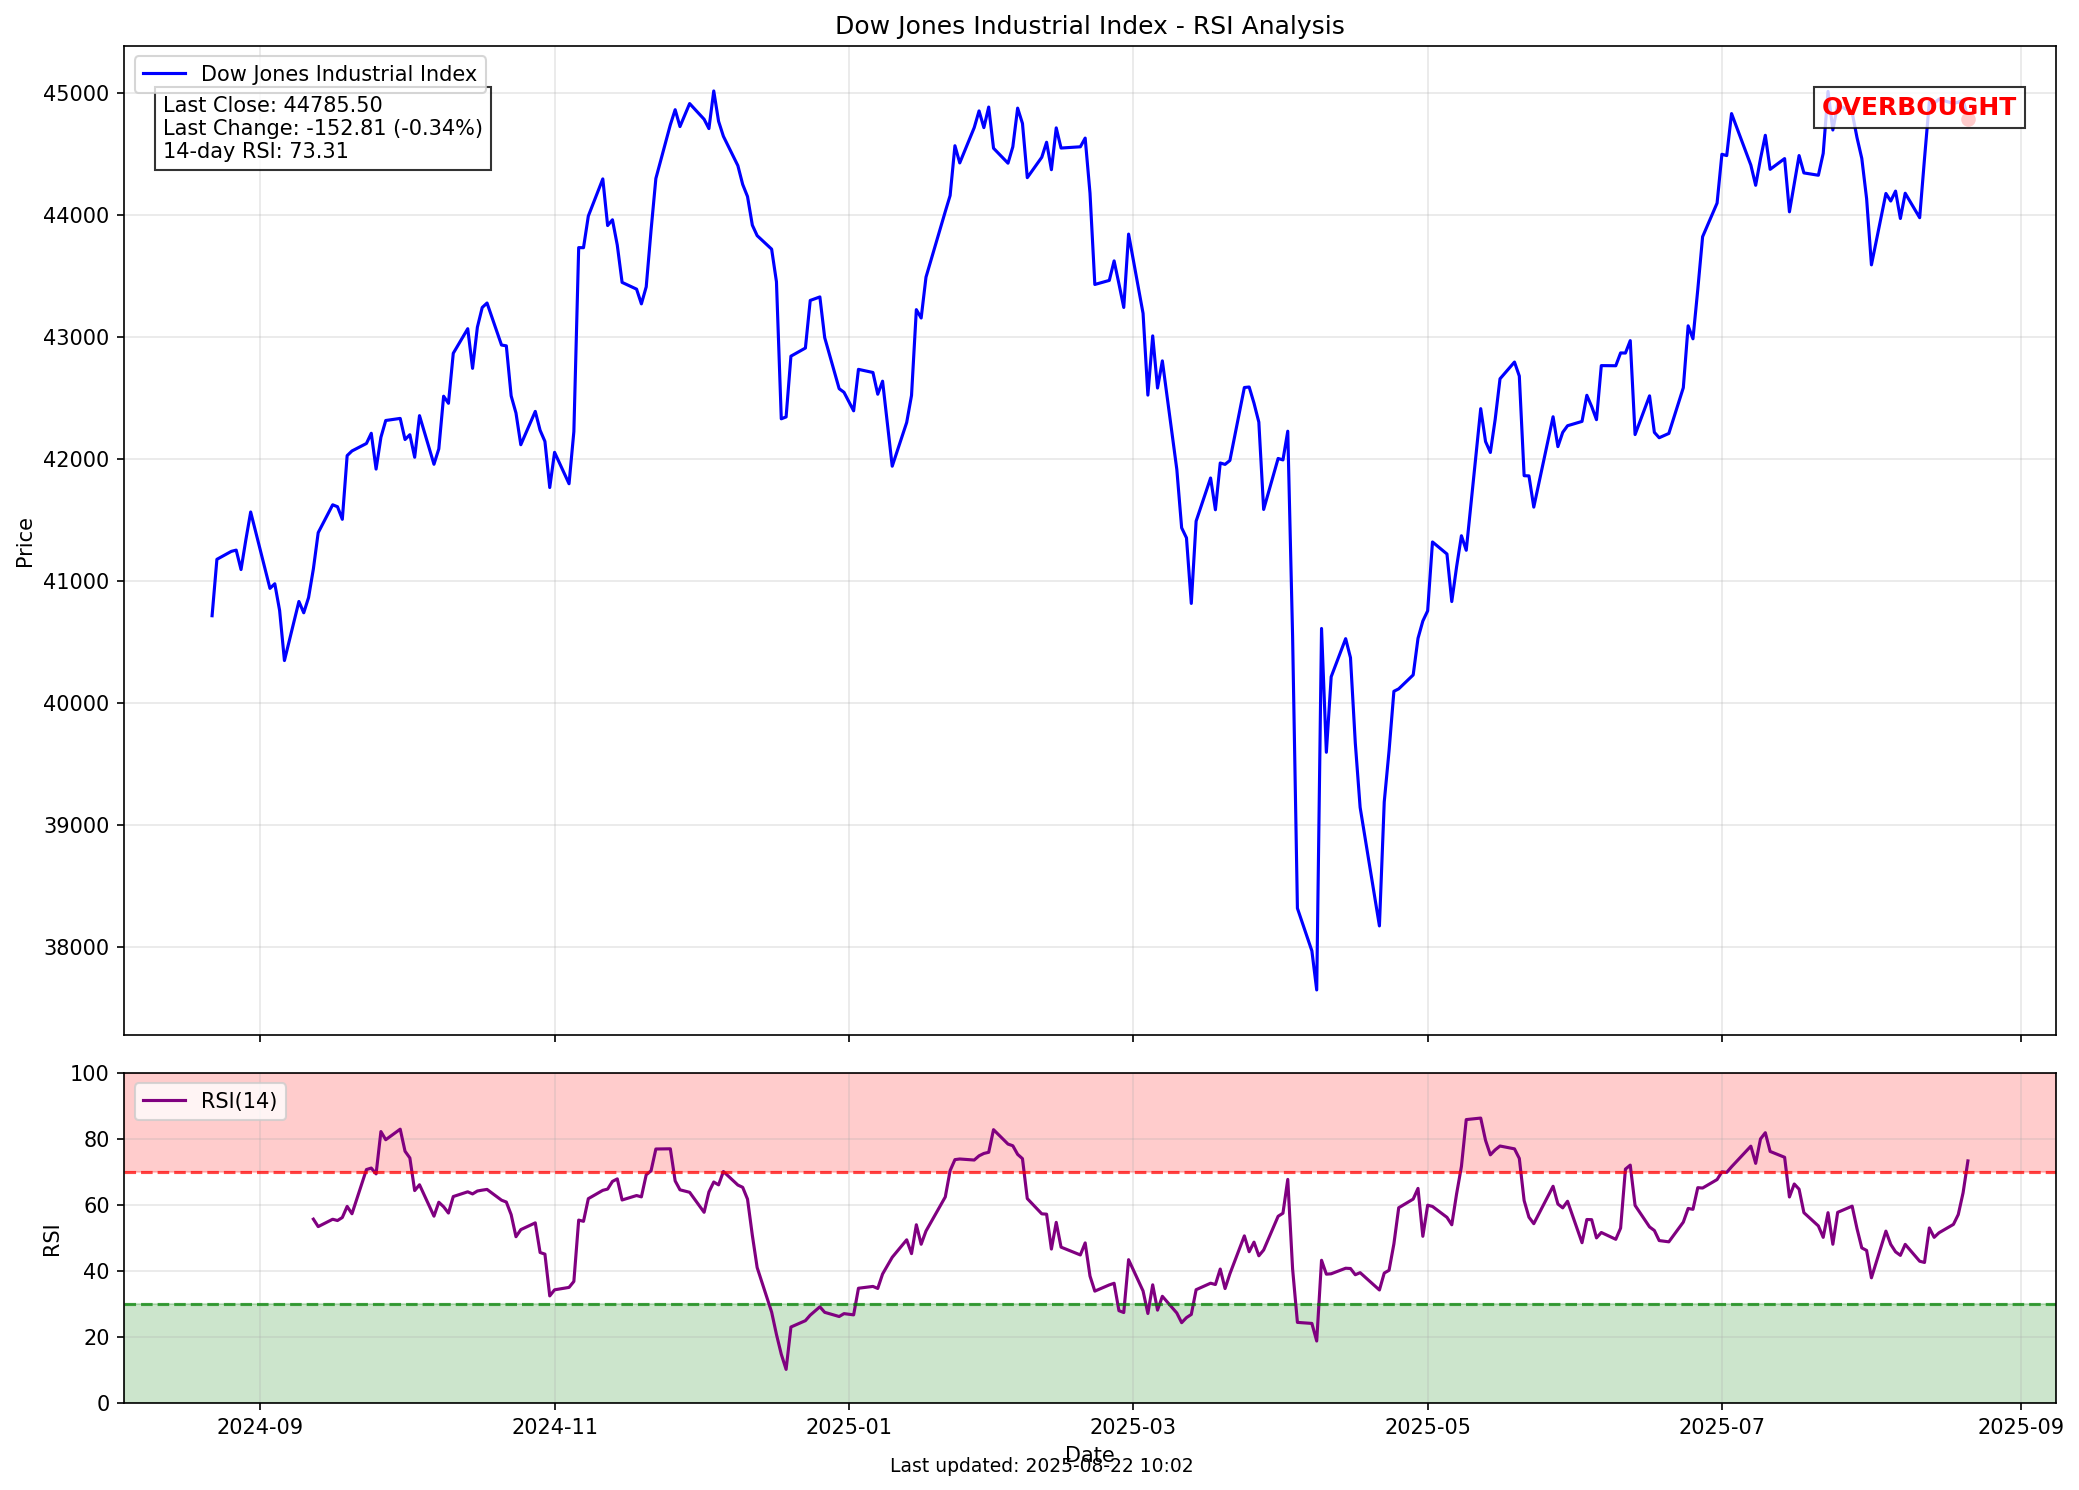 Dow Jones Industrial Index - RSI Analysis
Dow Jones Industrial Index
Last Close: 44785.50
Last Change: -152.81 (-0.34%)
14-day RSI: 73.31
OVERBOUGHT
Price
45000
44000
43000
42000
41000
40000
39000
38000
RSI(14)
RSI
100
80
60
40
20
0
2024-09
2024-11
2025-01
2025-03
2025-05
2025-07
2025-09
Date
Last updated: 2025-08-22 10:02